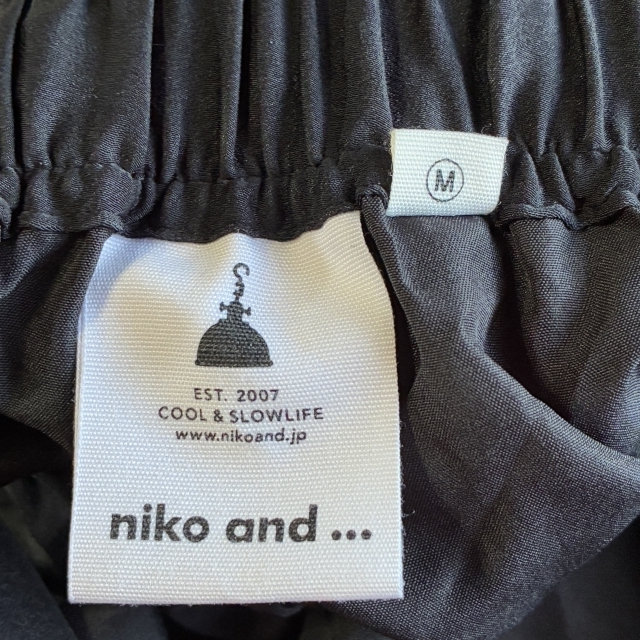 M
EST. 2007
COOL & SLOWLIFE
www.nikoand.jp
niko and ...